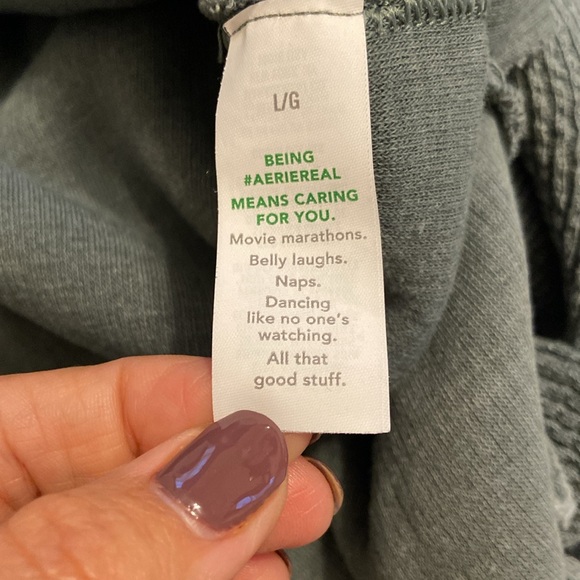 L/G
BEING
#AERIEREAL
MEANS CARING
FOR YOU.
Movie marathons.
Belly laughs.
Naps.
Dancing
like no one's
watching.
All that
good stuff.